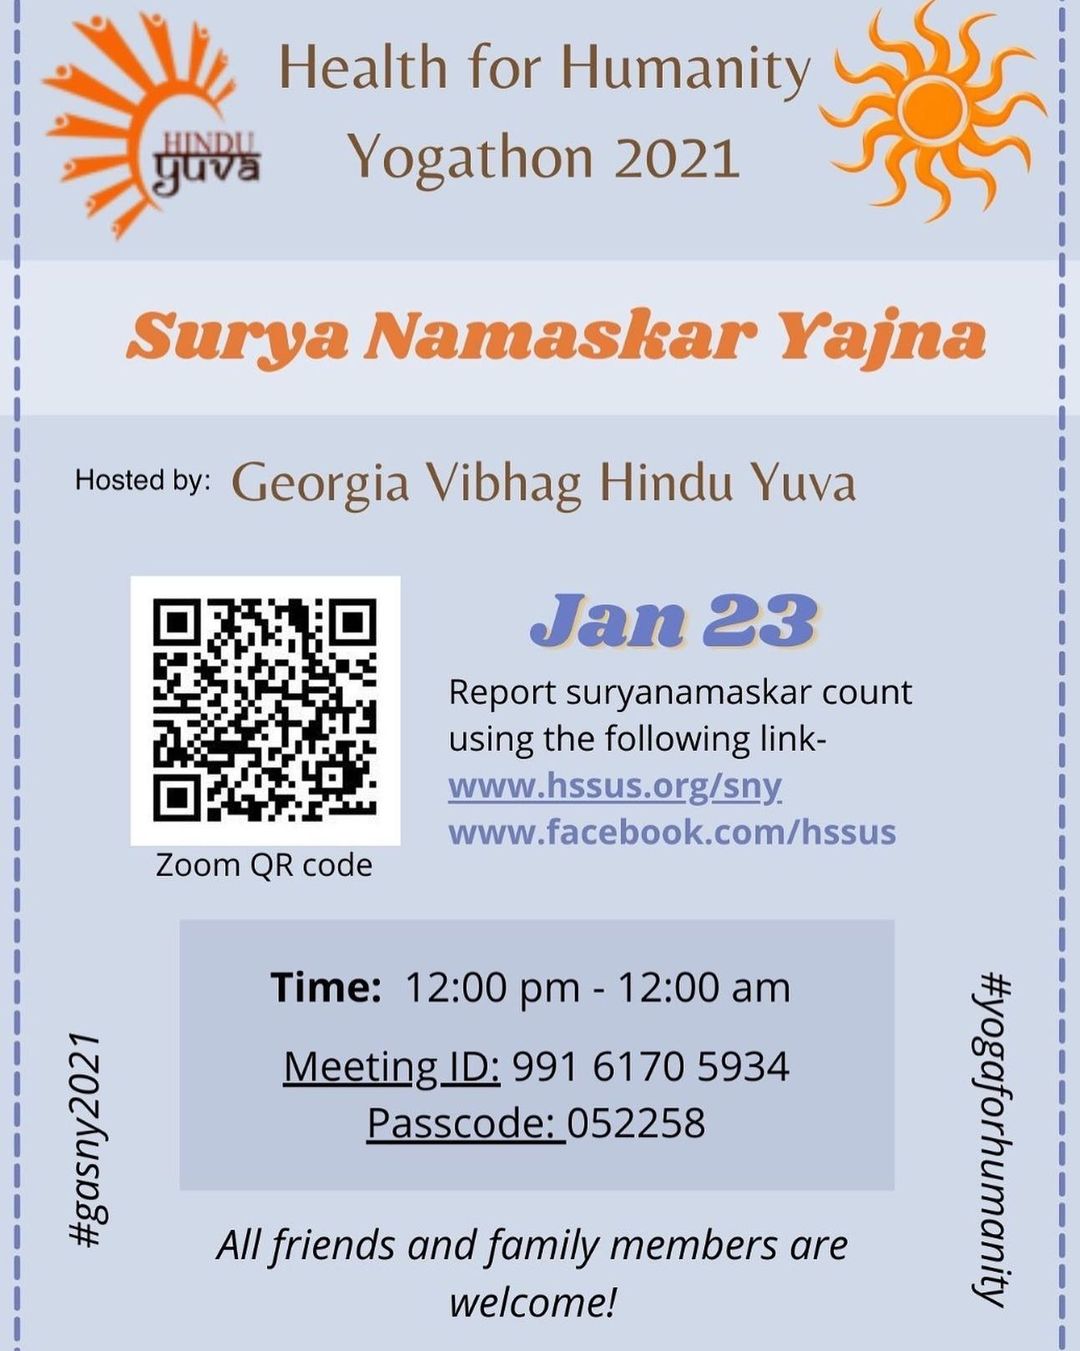 HINDU
yuva
Health for Humanity
Yogathon 2021
Surya Namaskar Yajna
Hosted by: Georgia Vibhag Hindu Yuva
Zoom QR code
Jan 23
Report suryanamaskar count
using the following link-
www.hssus.org/sny
www.facebook.com/hssus
Time: 12:00 pm - 12:00 am
Meeting ID: 991 6170 5934
Passcode: 052258
#gasny2021
#yogaforhumanity
All friends and family members are
welcome!